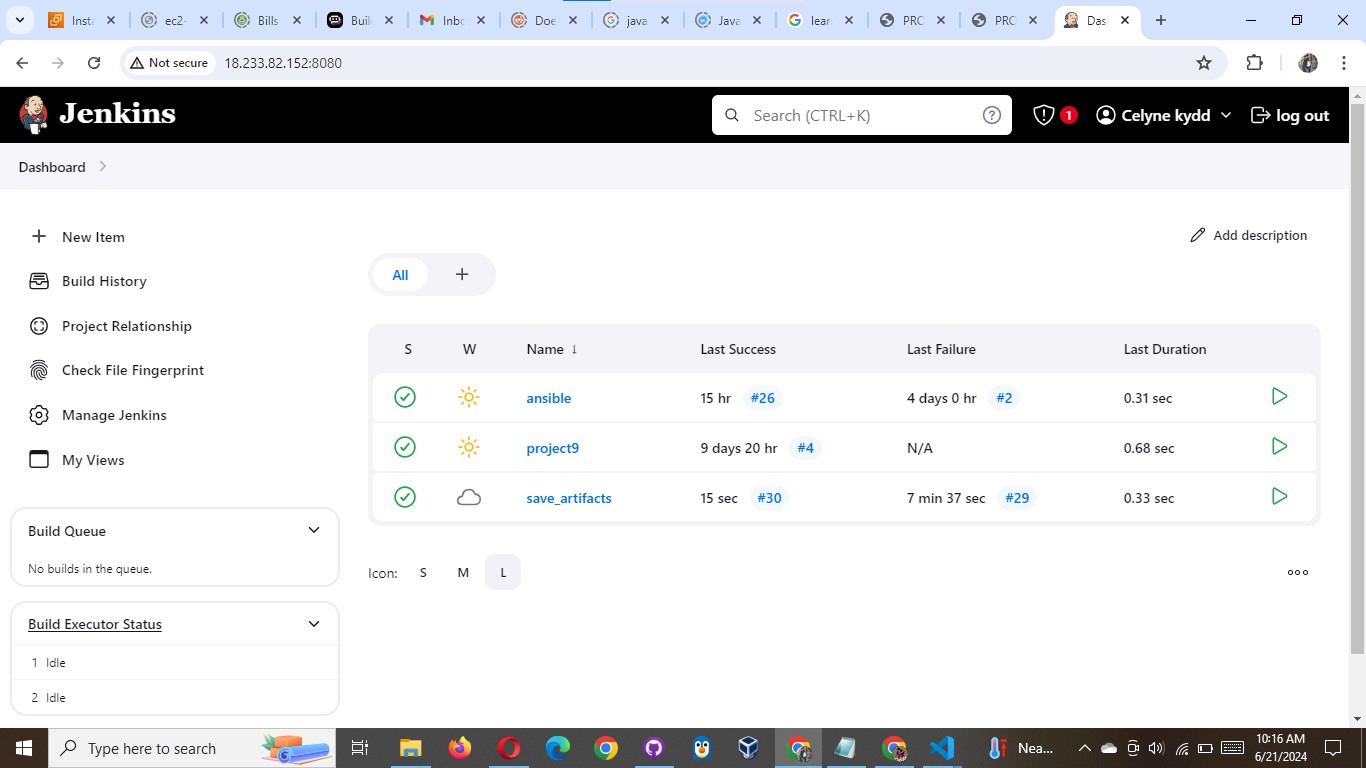 Insta
ec2-
Bills
Buil
Inbo
Doe
java
Java
lear
PRO
PRO
Das
Not secure
18.233.82.152:8080
Jenkins
Search (CTRL+K)
?
1
Celyne kydd
log out
Dashboard
New Item
Build History
Project Relationship
Check File Fingerprint
Manage Jenkins
My Views
Add description
All +
S W Name ↓ Last Success Last Failure Last Duration
ansible 15 hr #26 4 days 0 hr #2 0.31 sec
project9 9 days 20 hr #4 N/A 0.68 sec
save_artifacts 15 sec #30 7 min 37 sec #29 0.33 sec
Icon: S M L
Build Queue
No builds in the queue.
Build Executor Status
1 Idle
2 Idle
Type here to search
Nea...
10:16 AM
6/21/2024